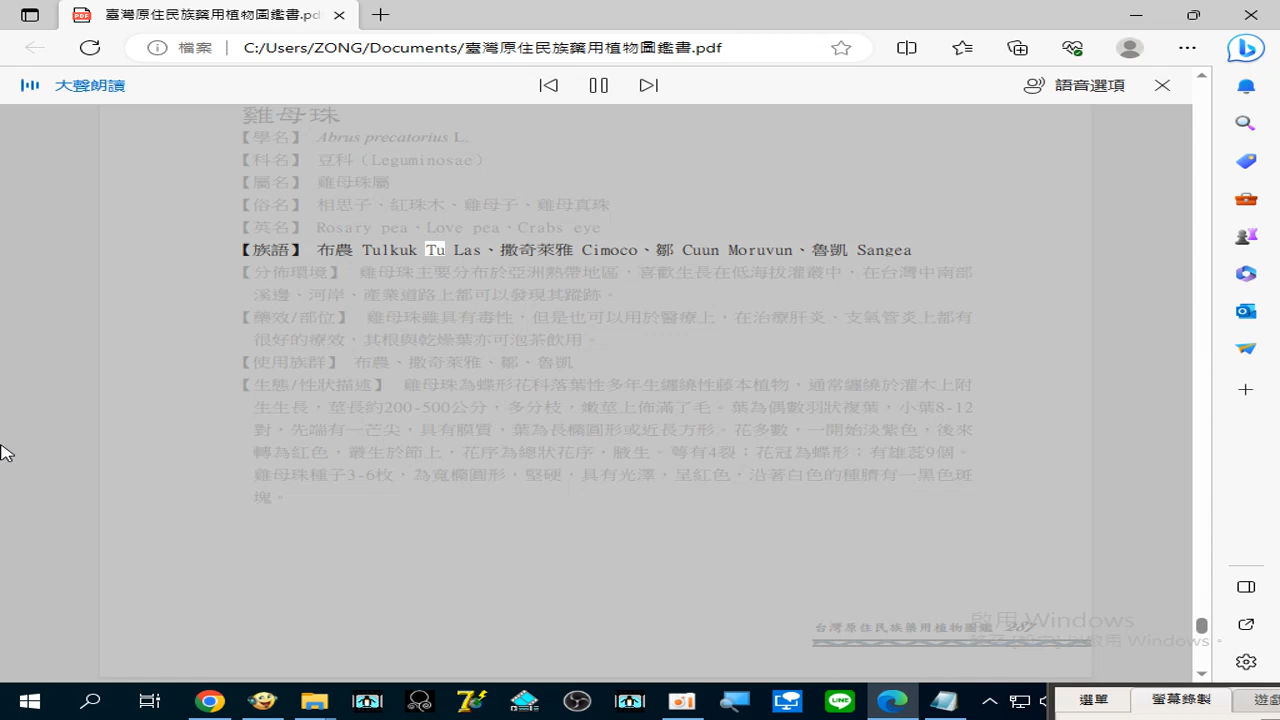 臺灣原住民族藥用植物圖鑑書.pdf
檔案 C:/Users/ZONG/Documents/臺灣原住民族藥用植物圖鑑書.pdf
大聲朗讀 語音選項
雞母珠
【學名】 Abrus precatorius L.
【科名】 豆科（Leguminosae）
【屬名】 雞母珠屬
【俗名】 相思子、紅珠木、雞母子、雞母真珠
【英名】 Rosary pea、Love pea、Crabs eye
【族語】 布農 Tulkuk Tu Las、撒奇萊雅 Cimoco、鄒 Cuun Moruvun、魯凱 Sangea
【分佈環境】 雞母珠主要分布於亞洲熱帶地區，喜歡生長在低海拔灌叢中，在台灣中南部
溪邊、河岸、產業道路上都可以發現其蹤跡。
【藥效/部位】 雞母珠雖具有毒性，但是也可以用於醫療上，在治療肝炎、支氣管炎上都有
很好的療效，其根與乾燥葉亦可泡茶飲用。
【使用族群】 布農、撒奇萊雅、鄒、魯凱
【生態/性狀描述】 雞母珠為蝶形花科落葉性多年生纏繞性藤本植物，通常纏繞於灌木上附
生生長，莖長約200-500公分，多分枝，嫩莖上佈滿了毛。葉為偶數羽狀複葉，小葉8-12
對，先端有一芒尖，具有膜質，葉為長橢圓形或近長方形。花多數，一開始淡紫色，後來
轉為紅色，叢生於節上，花序為總狀花序，腋生。萼有4裂；花冠為蝶形；有雄蕊9個。
雞母珠種子3-6枚，為寬橢圓形，堅硬，具有光澤，呈紅色，沿著白色的種臍有一黑色斑
塊。
啟用 Windows
台灣原住民族藥用植物圖鑑 287
選單 螢幕錄製